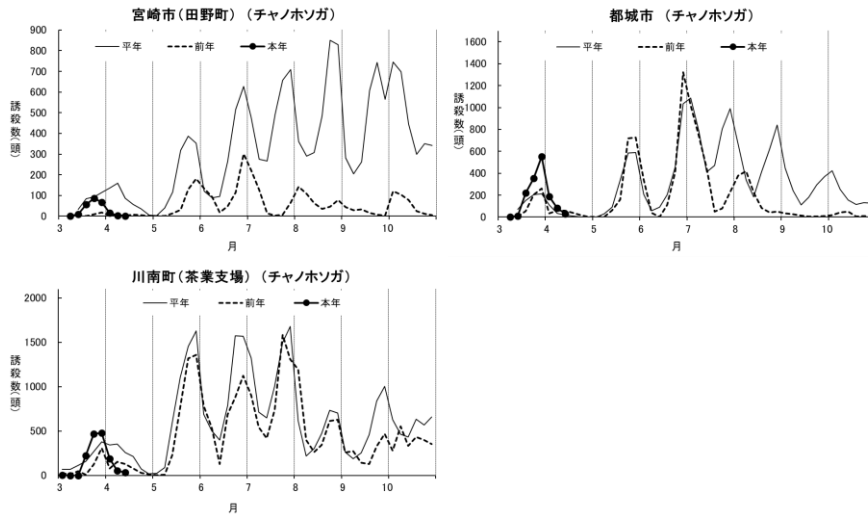 宮崎市（田野町）（チャノホソガ）
誘殺数（頭）
900
800
700
600
500
400
300
200
100
0
平年 前年 本年
3 4 5 6 7 8 9 10
月
都城市 （チャノホソガ）
誘殺数（頭）
1600
1400
1200
1000
800
600
400
200
0
平年 前年 本年
3 4 5 6 7 8 9 10
月
川南町（茶業支場）（チャノホソガ）
誘殺数（頭）
2000
1500
1000
500
0
平年 前年 本年
3 4 5 6 7 8 9 10
月